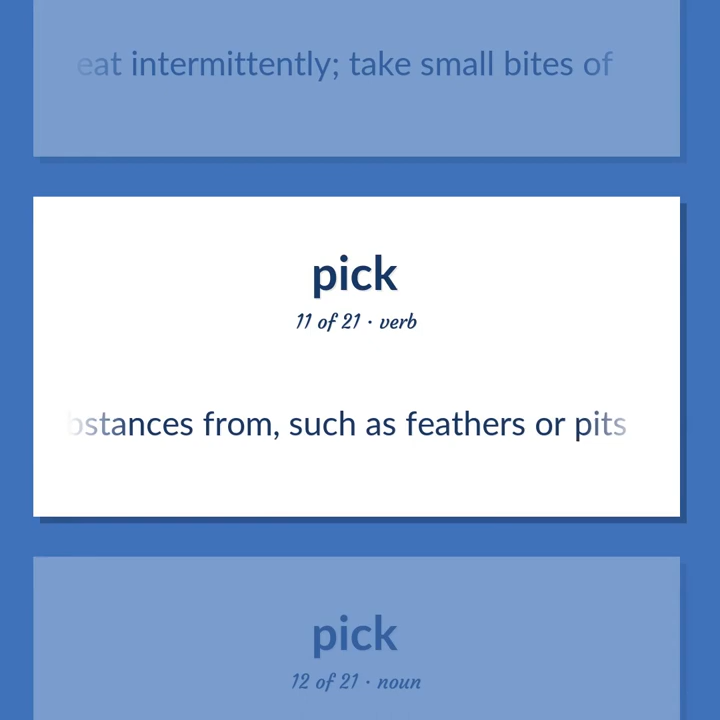 eat intermittently; take small bites of
pick
11 of 21 · verb
bstances from, such as feathers or pits
pick
12 of 21 · noun